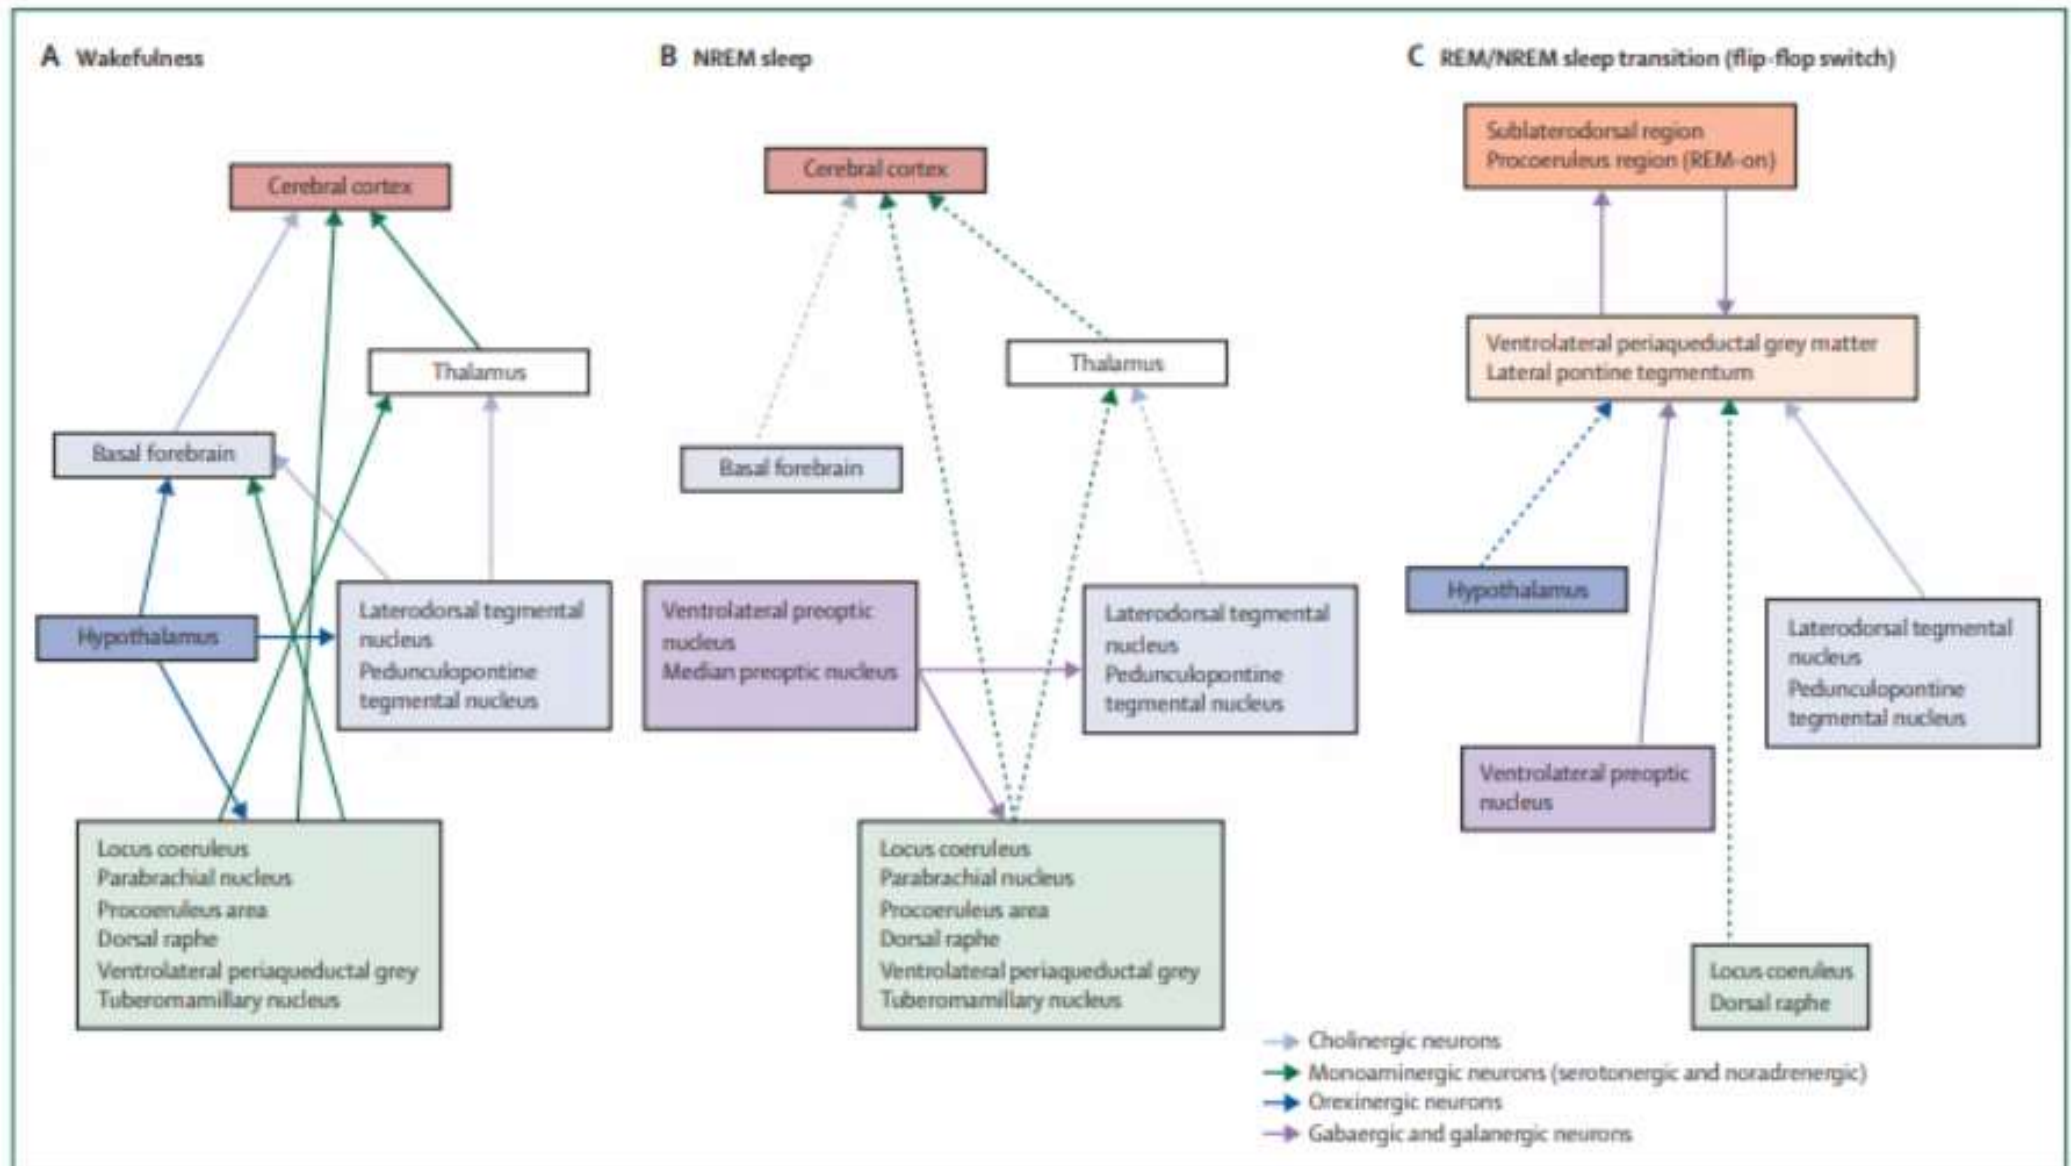 A Wakefulness
Cerebral cortex
Thalamus
Basal forebrain
Hypothalamus
Laterodorsal tegmental
nucleus
Pedunculopontine
tegmental nucleus
Locus coeruleus
Parabrachial nucleus
Procoeruleus area
Dorsal raphe
Ventrolateral periaqueductal grey
Tuberomamillary nucleus
B NREM sleep
Cerebral cortex
Thalamus
Basal forebrain
Ventrolateral preoptic
nucleus
Median preoptic nucleus
Laterodorsal tegmental
nucleus
Pedunculopontine
tegmental nucleus
Locus coeruleus
Parabrachial nucleus
Procoeruleus area
Dorsal raphe
Ventrolateral periaqueductal grey
Tuberomamillary nucleus
C REM/NREM sleep transition (flip-flop switch)
Sublaterodorsal region
Procoeruleus region (REM-on)
Ventrolateral periaqueductal grey matter
Lateral pontine tegmentum
Hypothalamus
Laterodorsal tegmental
nucleus
Pedunculopontine
tegmental nucleus
Ventrolateral preoptic
nucleus
Locus coeruleus
Dorsal raphe
Cholinergic neurons
Monoaminergic neurons (serotonergic and noradrenergic)
Orexinergic neurons
Gabaergic and galanergic neurons